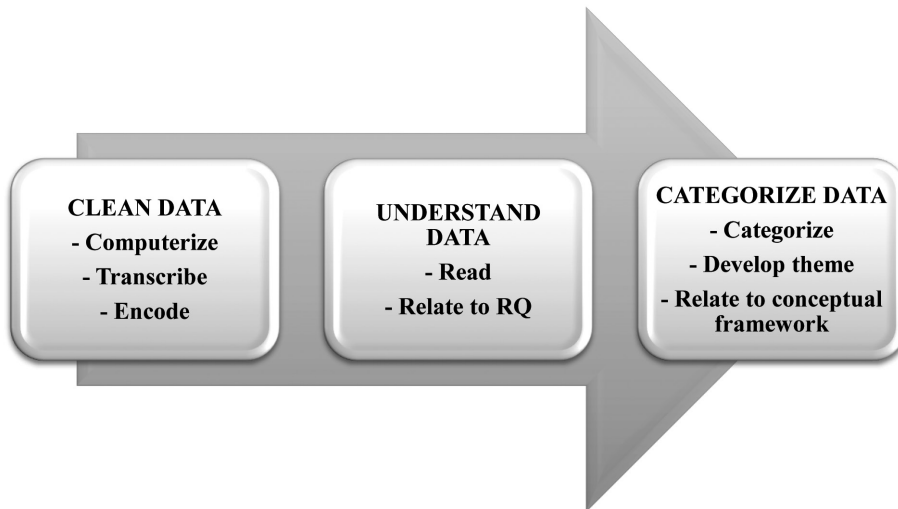 CLEAN DATA
- Computerize
- Transcribe
- Encode
UNDERSTAND
DATA
- Read
- Relate to RQ
CATEGORIZE DATA
- Categorize
- Develop theme
- Relate to conceptual
framework